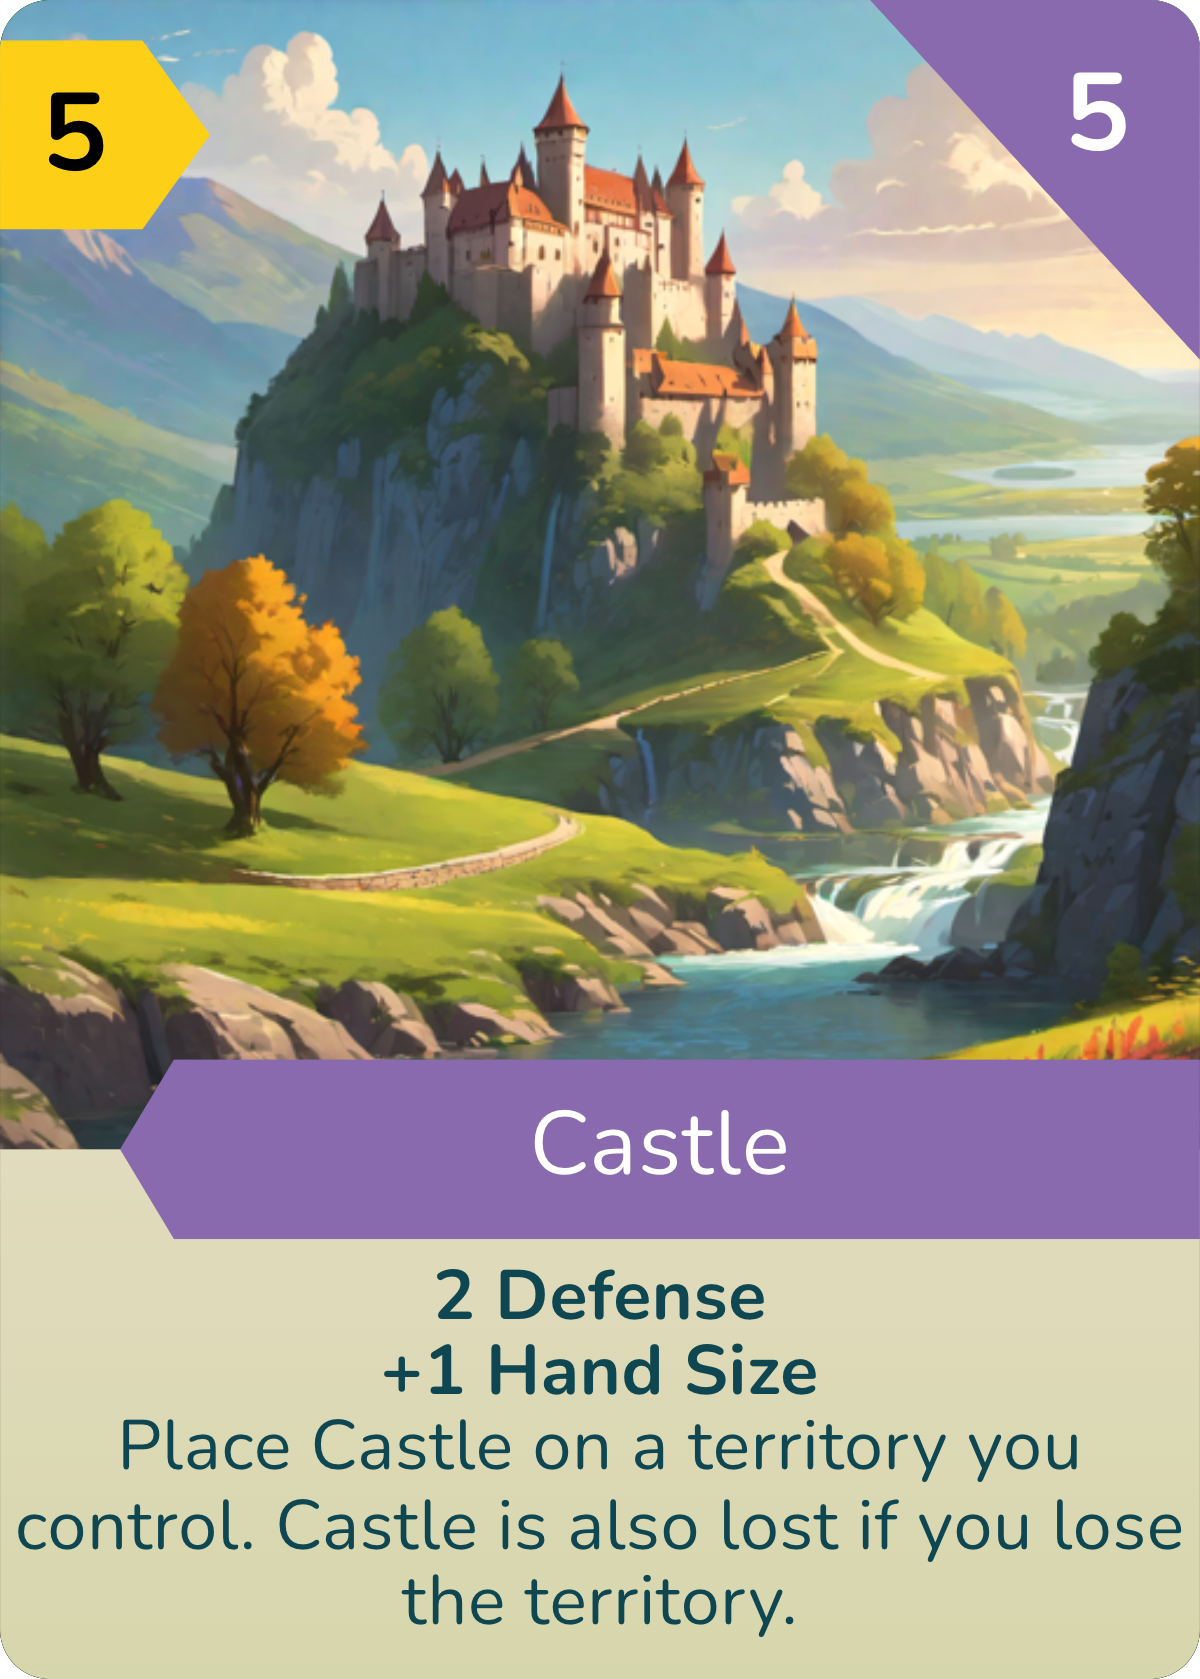 5
5
Castle
2 Defense
+1 Hand Size
Place Castle on a territory you
control. Castle is also lost if you lose
the territory.